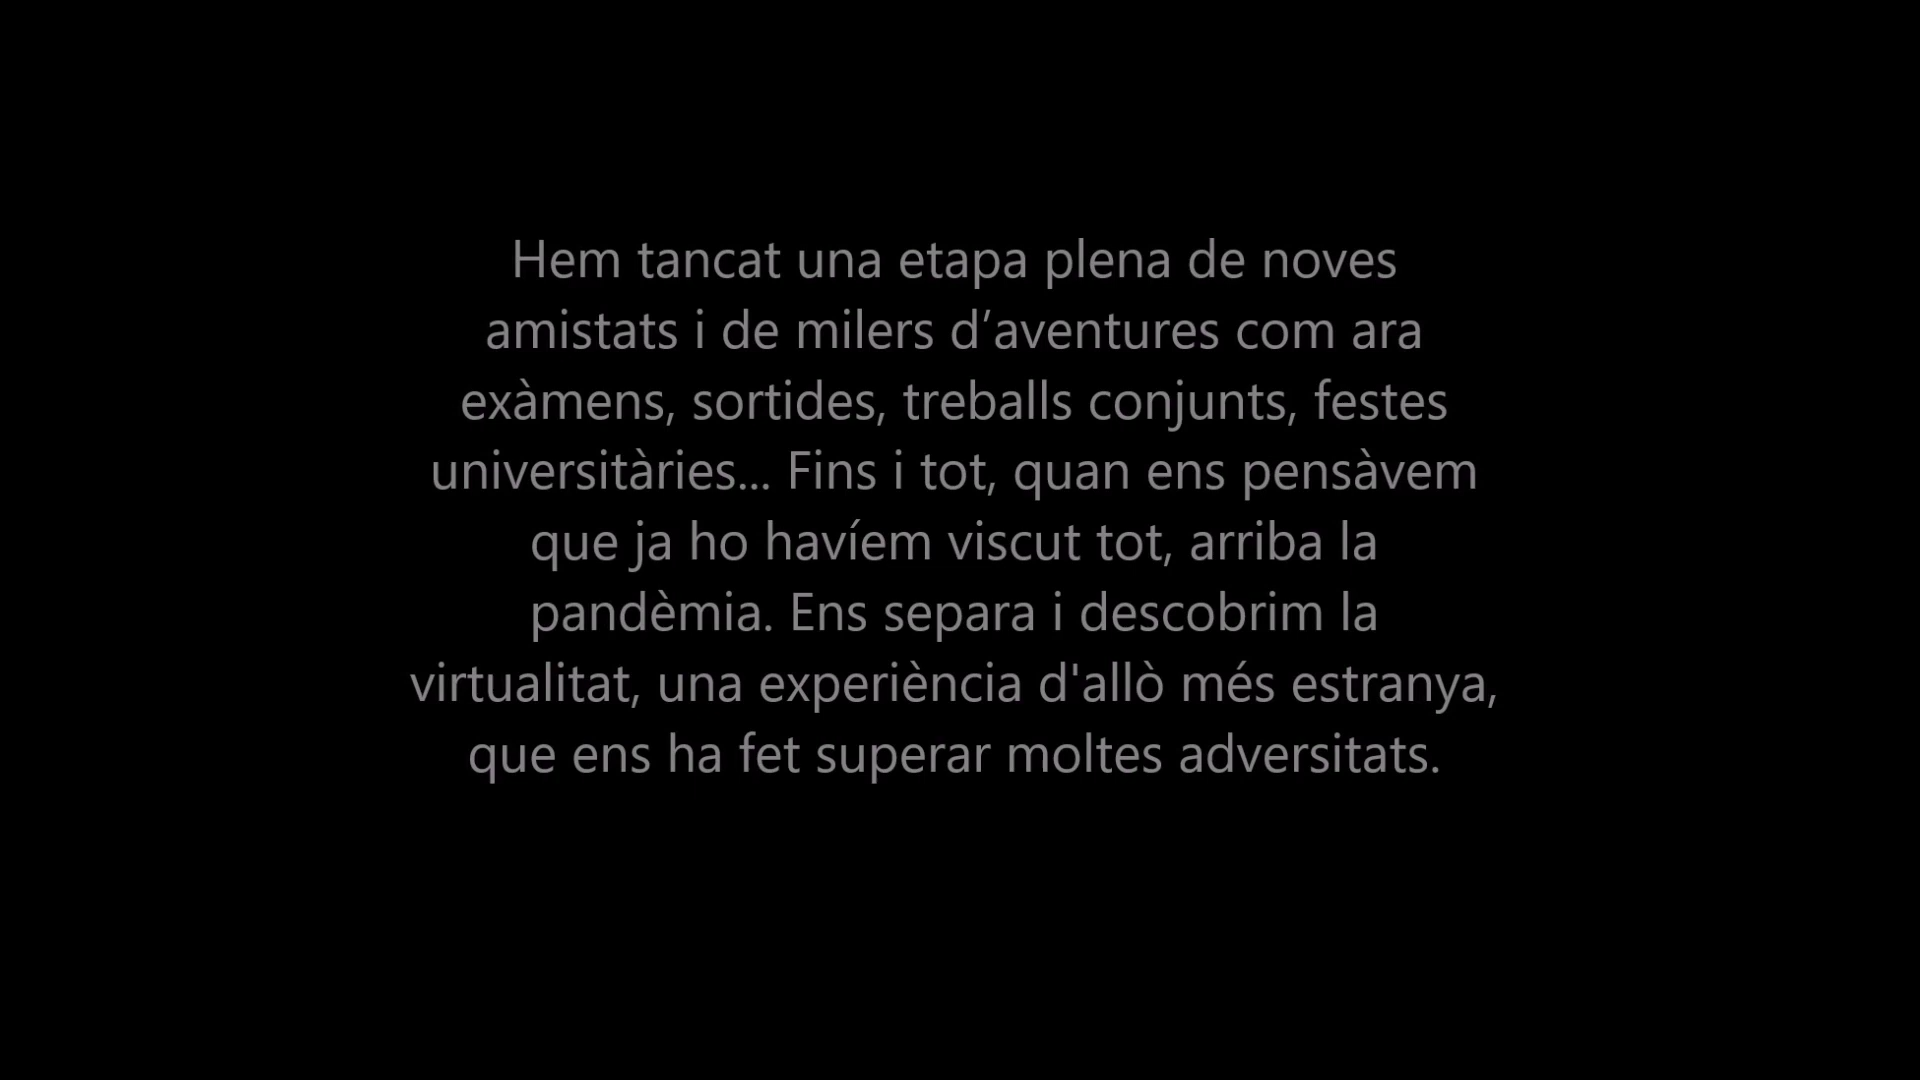 Hem tancat una etapa plena de noves
amistats i de milers d’aventures com ara
exàmens, sortides, treballs conjunts, festes
universitàries... Fins i tot, quan ens pensàvem
que ja ho havíem viscut tot, arriba la
pandèmia. Ens separa i descobrim la
virtualitat, una experiència d'allò més estranya,
que ens ha fet superar moltes adversitats.